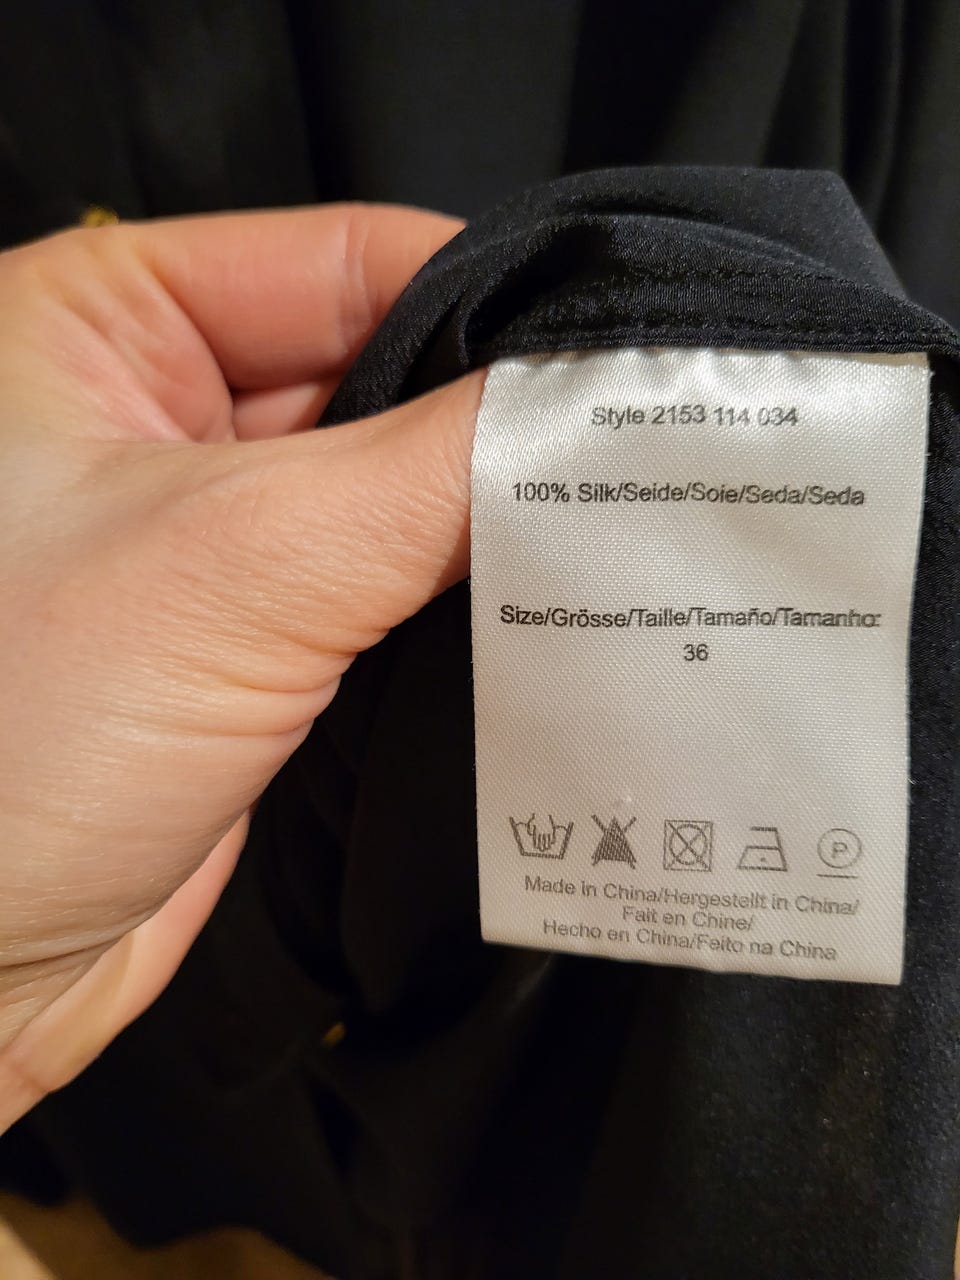 Style 2153 114 034
100% Silk/Seide/Soie/Seda/Seda
Size/Grösse/Taille/Tamaño/Tamanho:
36
P
Made in China/Hergestellt in China/
Fait en Chine/
Hecho en China/Feito na China